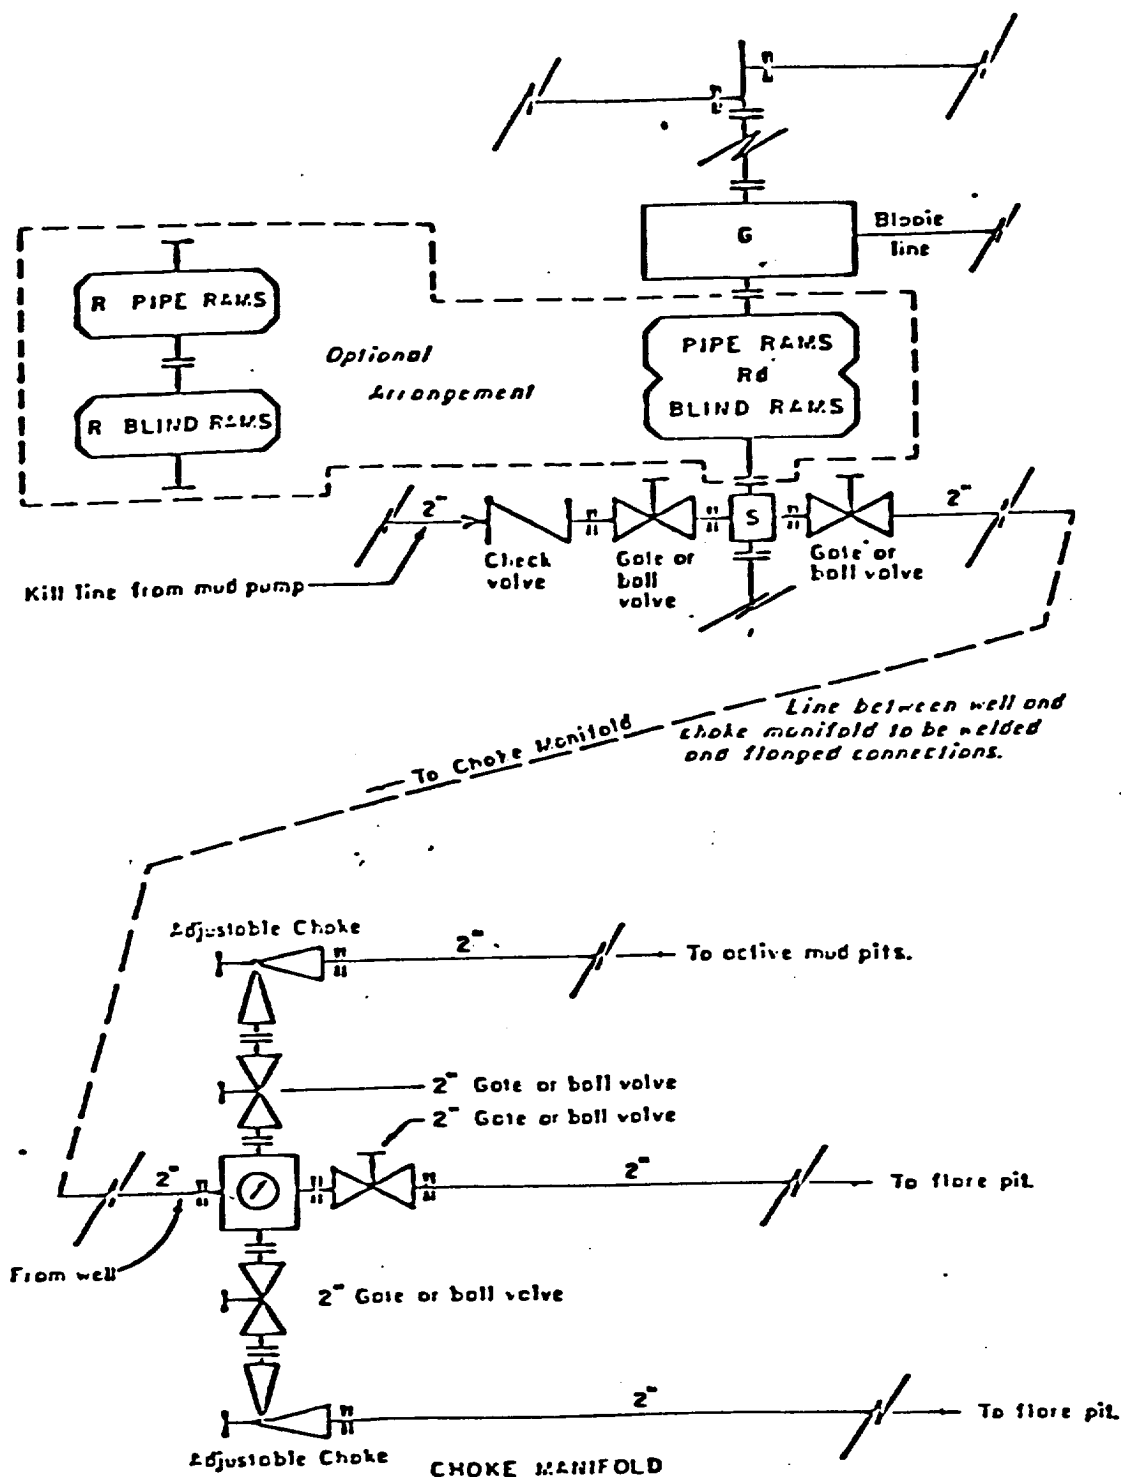 G
Blooie
line
R PIPE RAMS
R BLIND RAMS
Optional
Arrangement
PIPE RAMS
Rd
BLIND RAMS
2"
S
2"
Check
valve
Gate or
ball
valve
Gate or
ball valve
Kill line from mud pump
Line between well and
choke manifold to be welded
and flanged connections.
To Choke Manifold
Adjustable Choke
2"
To active mud pits.
2" Gate or ball valve
2" Gate or ball valve
2"
2"
To flare pit.
From well
2" Gate or ball valve
2"
To flare pit.
Adjustable Choke
CHOKE MANIFOLD